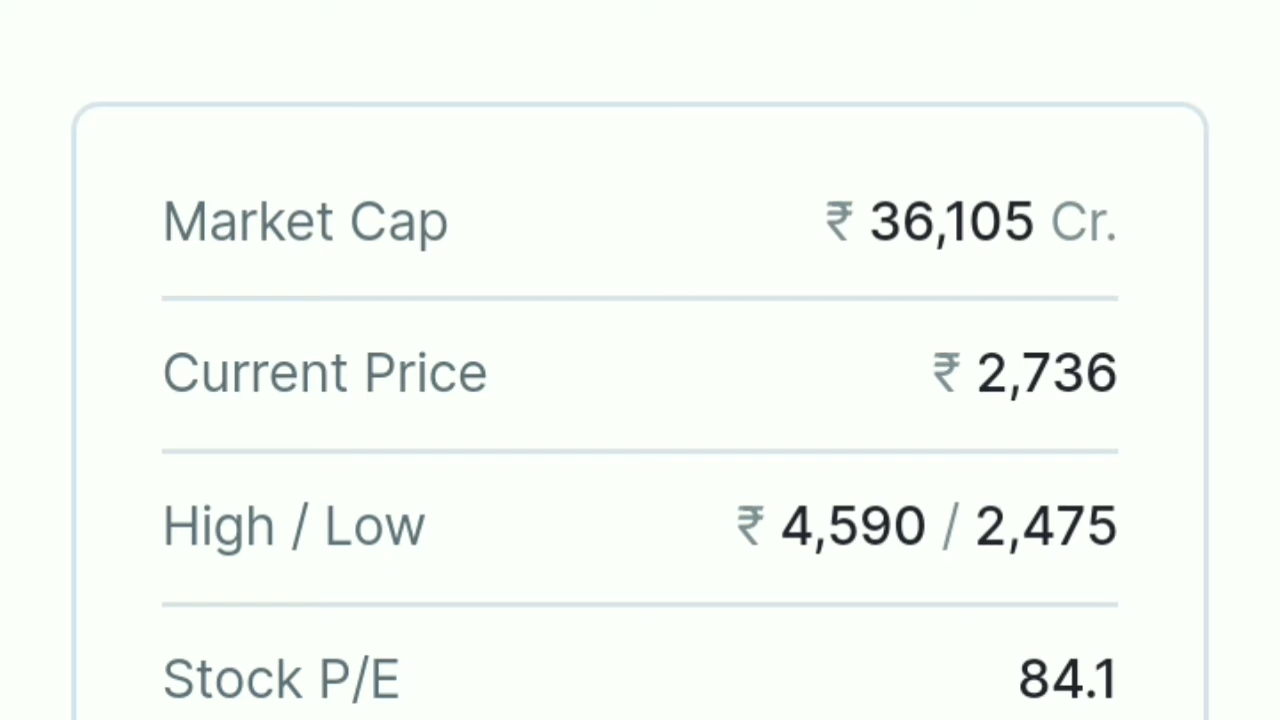 Market Cap ₹ 36,105 Cr.
Current Price ₹ 2,736
High / Low ₹ 4,590 / 2,475
Stock P/E 84.1